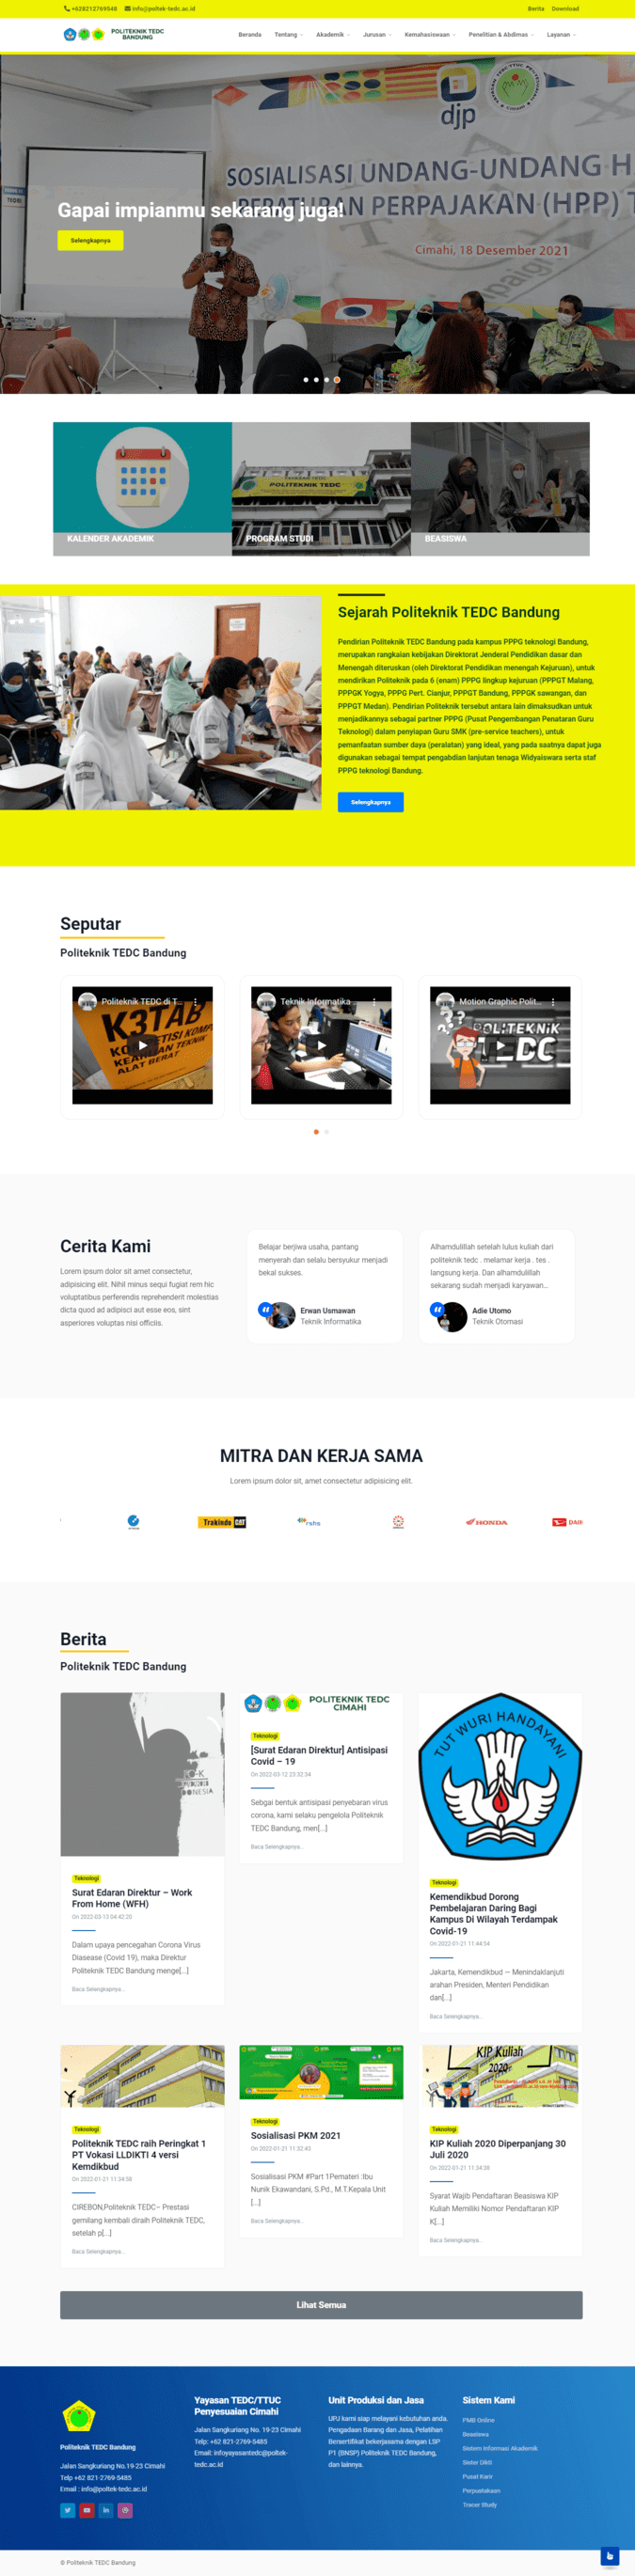 +628212769548 info@poltek-tedc.ac.id Berita Download
POLITEKNIK TEDC
BANDUNG
Beranda Tentang Akademik Jurusan Kemahasiswaan Penelitian & Abdimas Layanan
djp
SOSIALISASI UNDANG-UNDANG H
PERATURAN PERPAJAKAN (HPP)
Cimahi, 18 Desember 2021
Gapai impianmu sekarang juga!
Selengkapnya
KALENDER AKADEMIK
POLITEKNIK TEDC
PROGRAM STUDI
BEASISWA
Sejarah Politeknik TEDC Bandung
Pendirian Politeknik TEDC Bandung pada kampus PPPG teknologi Bandung,
merupakan rangkaian kebijakan Direktorat Jenderal Pendidikan dasar dan
Menengah diteruskan (oleh Direktorat Pendidikan menengah Kejuruan), untuk
mendirikan Politeknik pada 6 (enam) PPPG lingkup kejuruan (PPPGT Malang,
PPPGK Yogya, PPPG Pert. Cianjur, PPPGT Bandung, PPPGK sawangan, dan
PPPGT Medan). Pendirian Politeknik tersebut antara lain dimaksudkan untuk
menjadikannya sebagai partner PPPG (Pusat Pengembangan Penataran Guru
Teknologi) dalam penyiapan Guru SMK (pre-service teachers), untuk
pemanfaatan sumber daya (peralatan) yang ideal, yang pada saatnya dapat juga
digunakan sebagai tempat pengabdian lanjutan tenaga Widyaiswara serta staf
PPPG teknologi Bandung.
Selengkapnya
Seputar
Politeknik TEDC Bandung
Politeknik TEDC di T...
K3TAB
Teknik Informatika ...
Motion Graphic Polit...
POLITEKNIK
TEDC
Cerita Kami
Lorem ipsum dolor sit amet consectetur,
adipisicing elit. Nihil minus sequi fugiat rem hic
voluptatibus perferendis reprehenderit molestias
dicta quod ad adipisci aut esse eos, sint
asperiores voluptas nisi officiis.
Belajar berjiwa usaha, pantang
menyerah dan selalu bersyukur menjadi
bekal sukses.
Erwan Usmawan
Teknik Informatika
Alhamdulillah setelah lulus kuliah dari
politeknik tedc . melamar kerja . tes .
langsung kerja. Dan alhamdulillah
sekarang sudah menjadi karyawan...
Adie Utomo
Teknik Otomasi
MITRA DAN KERJA SAMA
Lorem ipsum dolor sit, amet consectetur adipisicing elit.
Trakindo CAT
rshs
HONDA
DAIH
Berita
Politeknik TEDC Bandung
Teknologi
Surat Edaran Direktur – Work
From Home (WFH)
On 2022-03-13 04:42:20
Dalam upaya pencegahan Corona Virus
Diasease (Covid 19), maka Direktur
Politeknik TEDC Bandung menge[...]
Baca Selengkapnya...
POLITEKNIK TEDC
CIMAHI
Teknologi
[Surat Edaran Direktur] Antisipasi
Covid – 19
On 2022-03-12 23:32:34
Sebgai bentuk antisipasi penyebaran virus
corona, kami selaku pengelola Politeknik
TEDC Bandung, men[...]
Baca Selengkapnya...
TUT WURI HANDAYANI
Teknologi
Kemendikbud Dorong
Pembelajaran Daring Bagi
Kampus Di Wilayah Terdampak
Covid-19
On 2022-01-21 11:44:54
Jakarta, Kemendikbud — Menindaklanjuti
arahan Presiden, Menteri Pendidikan
dan[...]
Baca Selengkapnya...
Teknologi
Politeknik TEDC raih Peringkat 1
PT Vokasi LLDIKTI 4 versi
Kemdikbud
On 2022-01-21 11:34:58
CIREBON,Politeknik TEDC– Prestasi
gemilang kembali diraih Politeknik TEDC,
setelah p[...]
Baca Selengkapnya...
Teknologi
Sosialisasi PKM 2021
On 2022-01-21 11:32:43
Sosialisasi PKM #Part 1Pemateri :Ibu
Nunik Ekawandani, S.Pd., M.T.Kepala Unit
[...]
Baca Selengkapnya...
KIP Kuliah
2020
Teknologi
KIP Kuliah 2020 Diperpanjang 30
Juli 2020
On 2022-01-21 11:34:38
Syarat Wajib Pendaftaran Beasiswa KIP
Kuliah Memiliki Nomor Pendaftaran KIP
K[...]
Baca Selengkapnya...
Lihat Semua
Politeknik TEDC Bandung
Jalan Sangkuriang No.19-23 Cimahi
Telp +62 821-2769-5485
Email : info@poltek-tedc.ac.id
Yayasan TEDC/TTUC
Penyesuaian Cimahi
Jalan Sangkuriang No. 19-23 Cimahi
Telp: +62 821-2769-5485
Email: infoyayasantedc@poltek-
tedc.ac.id
Unit Produksi dan Jasa
UPJ kami siap melayani kebutuhan anda.
Pengadaan Barang dan Jasa, Pelatihan
Bersertifikat bekerjasama dengan LSP
P1 (BNSP) Politeknik TEDC Bandung,
dan lainnya.
Sistem Kami
PMB Online
Beasiswa
Sistem Informasi Akademik
Sister Dikti
Pusat Karir
Perpustakaan
Tracer Study
© Politeknik TEDC Bandung